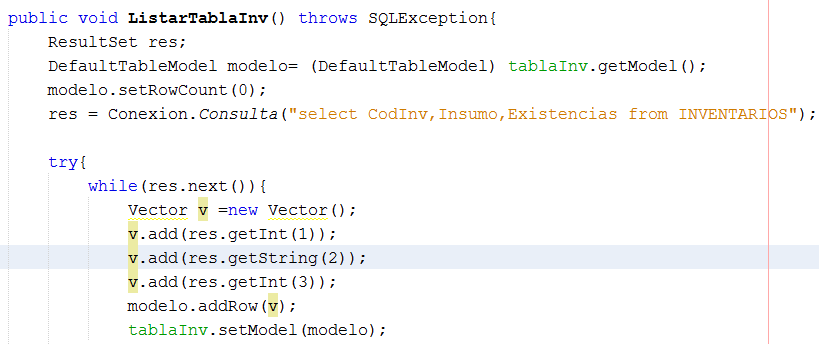 public void ListarTablaInv() throws SQLException{
ResultSet res;
DefaultTableModel modelo= (DefaultTableModel) tablaInv.getModel();
modelo.setRowCount(0);
res = Conexion.Consulta("select CodInv,Insumo,Existencias from INVENTARIOS");
try{
while(res.next()){
Vector v =new Vector();
v.add(res.getInt(1));
v.add(res.getString(2));
v.add(res.getInt(3));
modelo.addRow(v);
tablaInv.setModel(modelo);